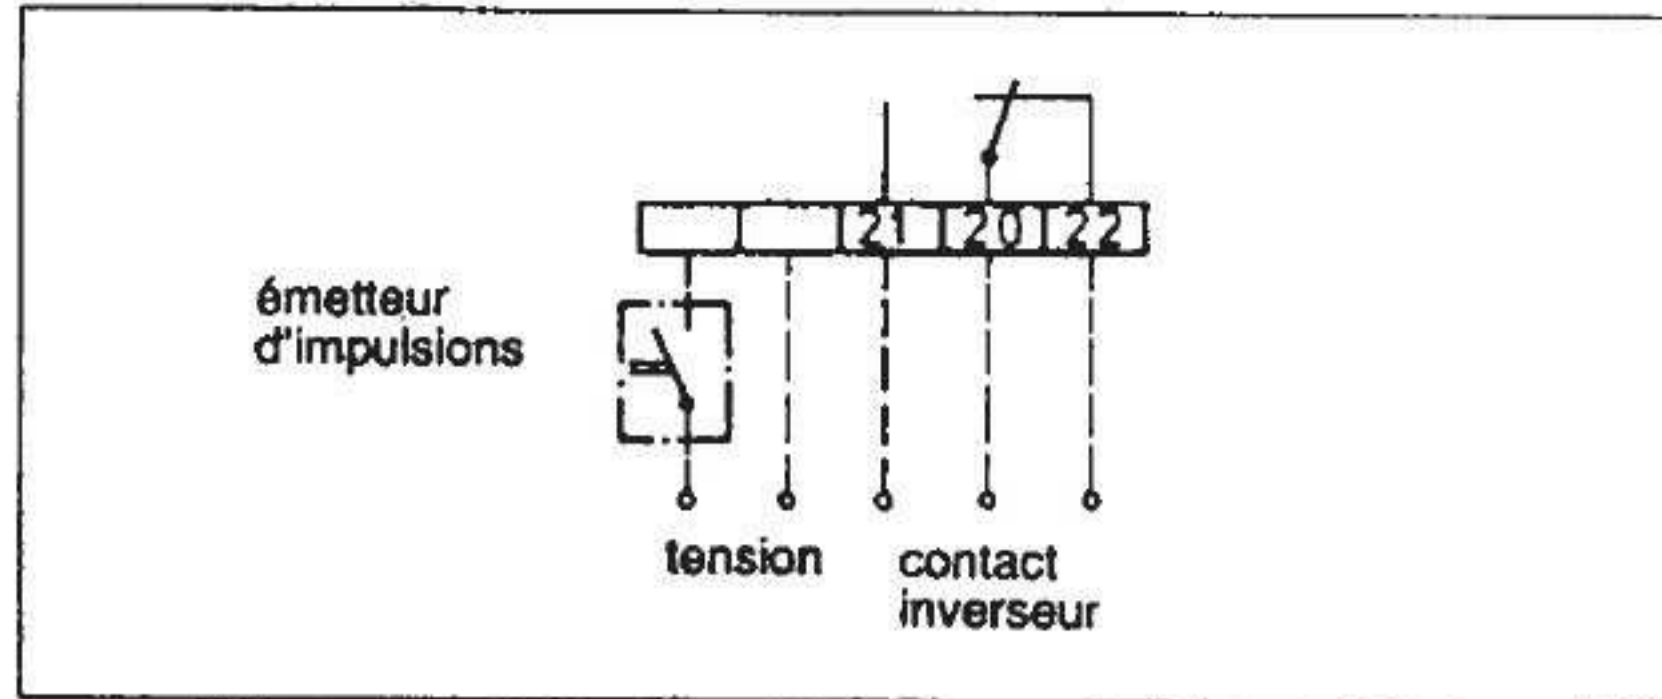 21 20 22
émetteur
d'impulsions
tension
contact
inverseur